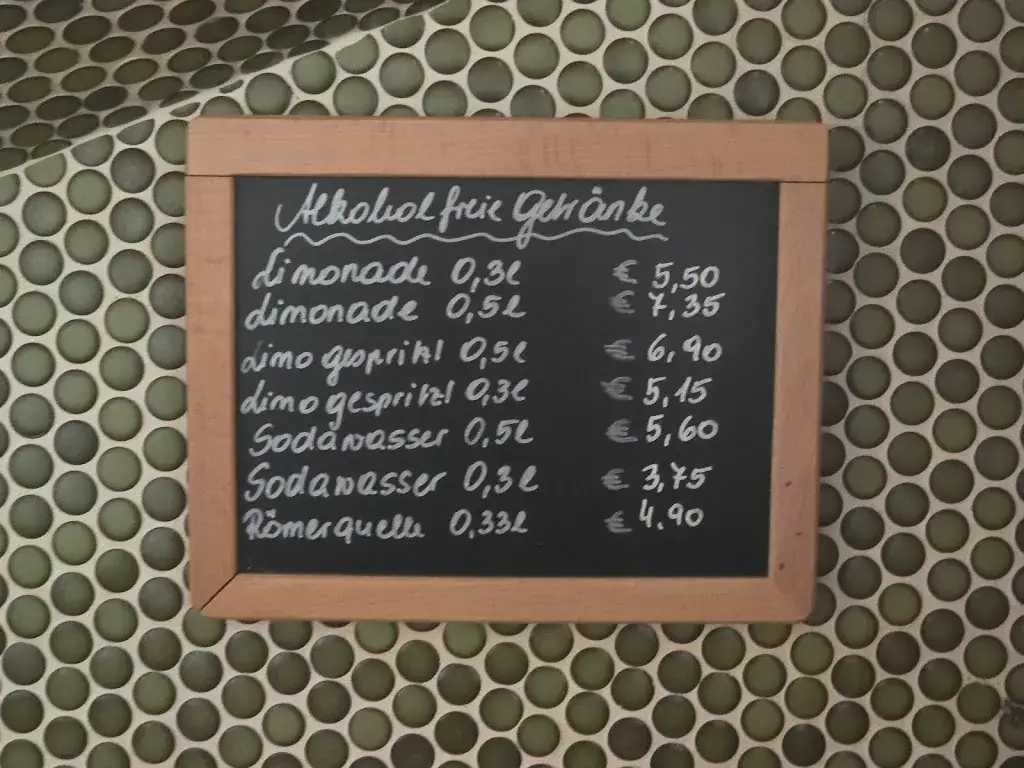 Alkoholfreie Getränke
Limonade 0,3l € 5,50
Limonade 0,5l € 7,35
Limo gespritzt 0,5l € 6,90
Limo gespritzt 0,3l € 5,15
Sodawasser 0,5l € 5,60
Sodawasser 0,3l € 3,75
Römerquelle 0,33l € 4.90